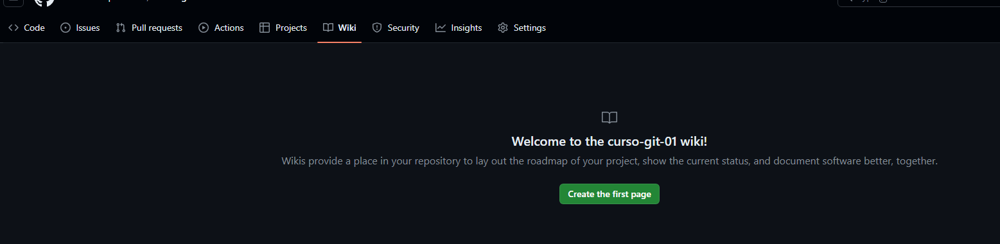 Code Issues Pull requests Actions Projects Wiki Security Insights Settings
Welcome to the curso-git-01 wiki!
Wikis provide a place in your repository to lay out the roadmap of your project, show the current status, and document software better, together.
Create the first page